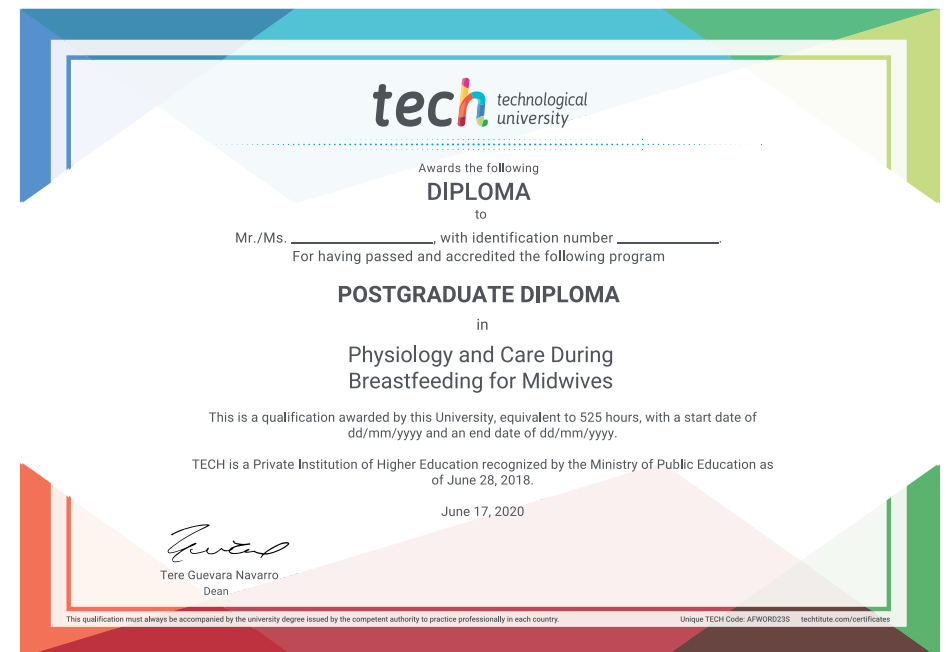 tech technological
university
Awards the following
DIPLOMA
to
Mr./Ms. ________________, with identification number ____________.
For having passed and accredited the following program
POSTGRADUATE DIPLOMA
in
Physiology and Care During
Breastfeeding for Midwives
This is a qualification awarded by this University, equivalent to 525 hours, with a start date of
dd/mm/yyyy and an end date of dd/mm/yyyy.
TECH is a Private Institution of Higher Education recognized by the Ministry of Public Education as
of June 28, 2018.
June 17, 2020
Tere Guevara Navarro
Dean
This qualification must always be accompanied by the university degree issued by the competent authority to practice professionally in each country. Unique TECH Code: AFWORD23S techtitute.com/certificates